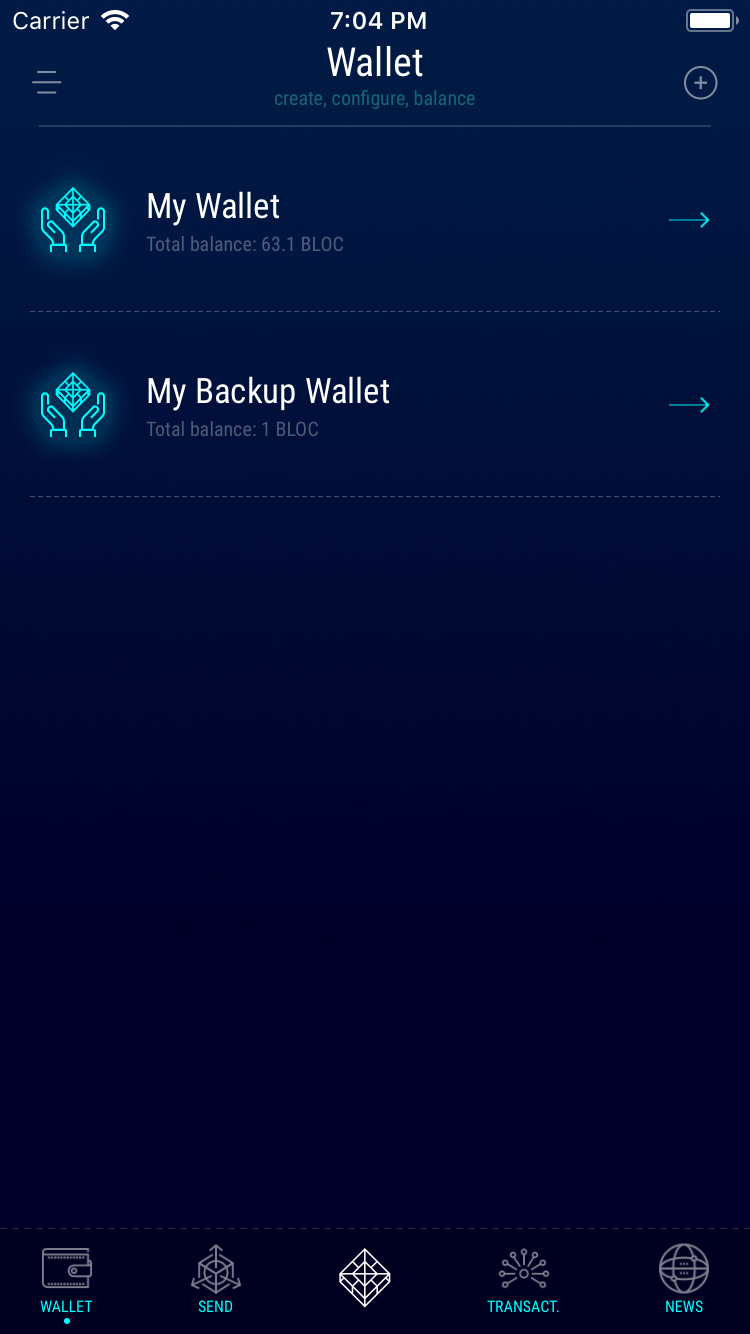 Carrier 7:04 PM
Wallet
create, configure, balance
My Wallet
Total balance: 63.1 BLOC
My Backup Wallet
Total balance: 1 BLOC
WALLET SEND TRANSACT. NEWS